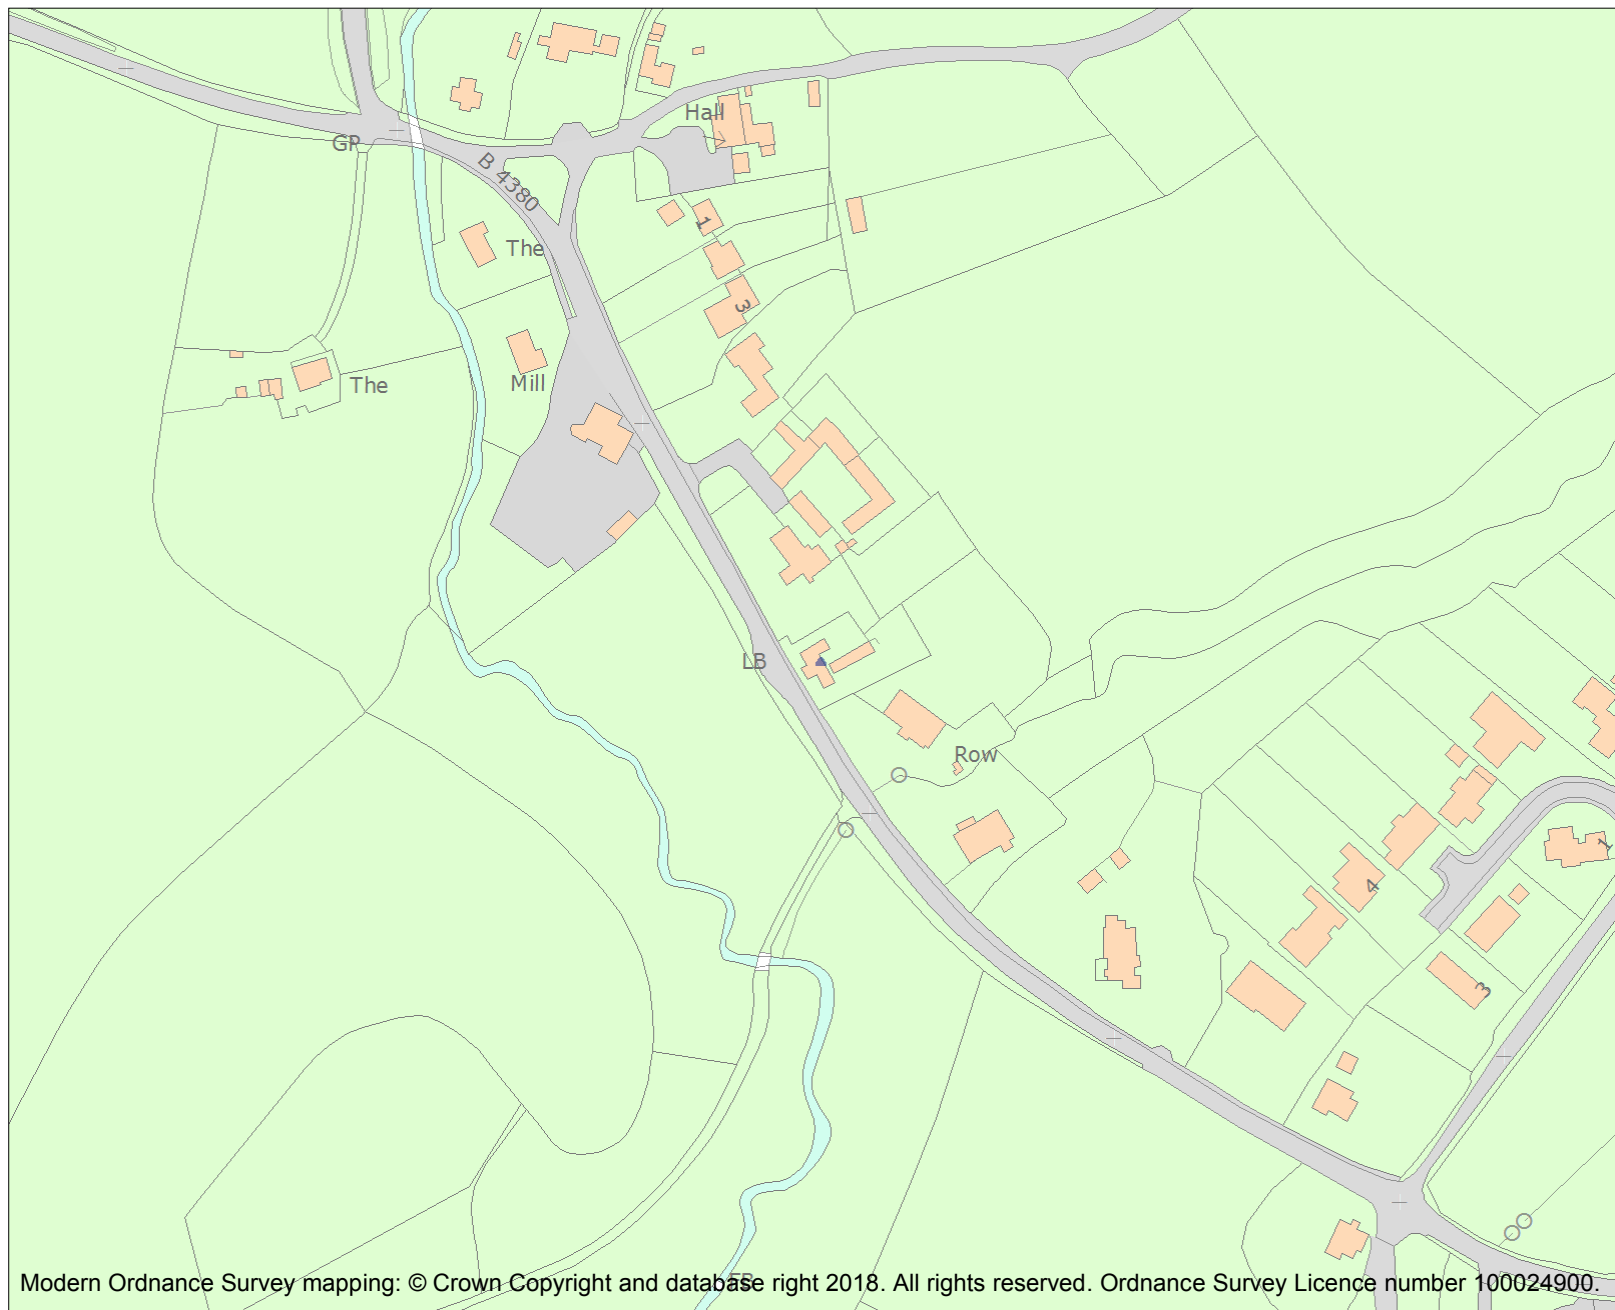 Hall
GP
B 4380
1
The
3
The
Mill
LB
Row
1
4
3
FB
Modern Ordnance Survey mapping: © Crown Copyright and database right 2018. All rights reserved. Ordnance Survey Licence number 100024900.